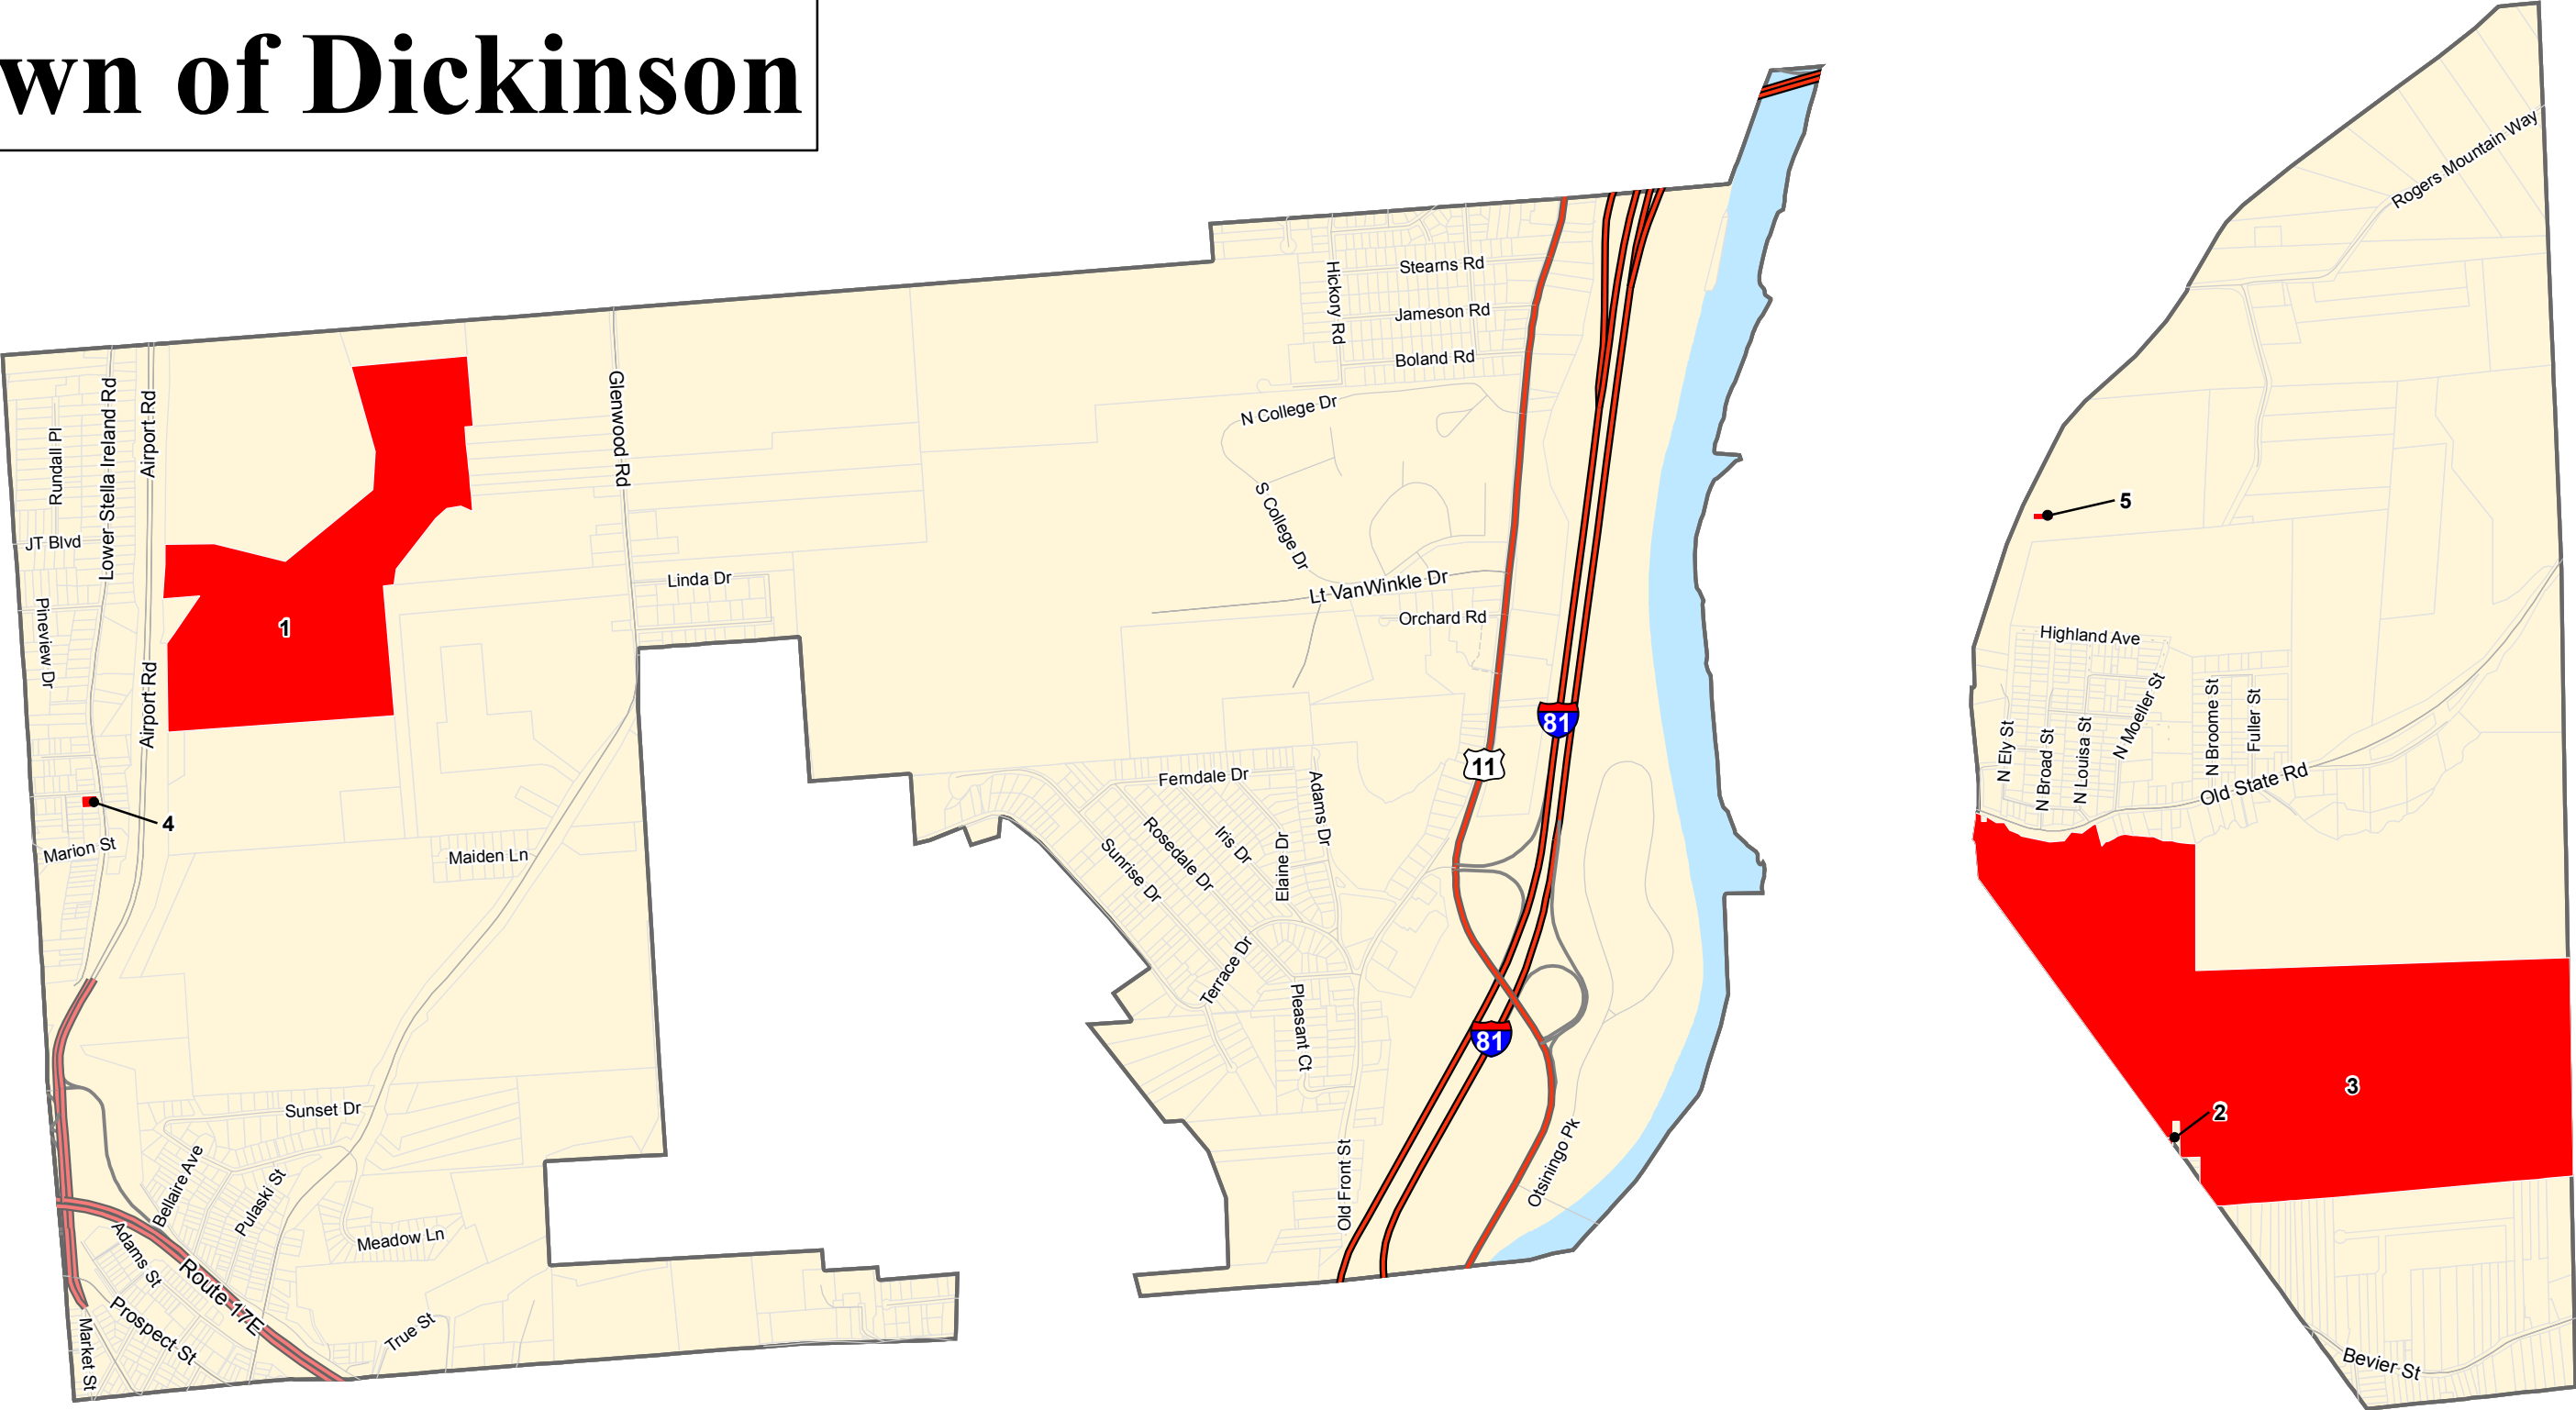 wn of Dickinson
Rogers Mountain Way
Stearns Rd
Hickory Rd
Jameson Rd
Boland Rd
N College Dr
S College Dr
Lt VanWinkle Dr
Orchard Rd
Glenwood Rd
Linda Dr
Lower Stella Ireland Rd
Airport Rd
Rundall Pl
JT Blvd
Pineview Dr
Airport Rd
1
4
Marion St
Maiden Ln
5
Highland Ave
N Ely St
N Broad St
N Louisa St
N Moeller St
N Broome St
Fuller St
Old State Rd
81
11
Ferndale Dr
Adams Dr
Rosedale Dr
Iris Dr
Elaine Dr
Sunrise Dr
Terrace Dr
Pleasant Ct
81
3
2
Sunset Dr
Bellaire Ave
Pulaski St
Meadow Ln
Adams St
Route 17E
Prospect St
Market St
True St
Old Front St
Otsiningo Pk
Bevier St